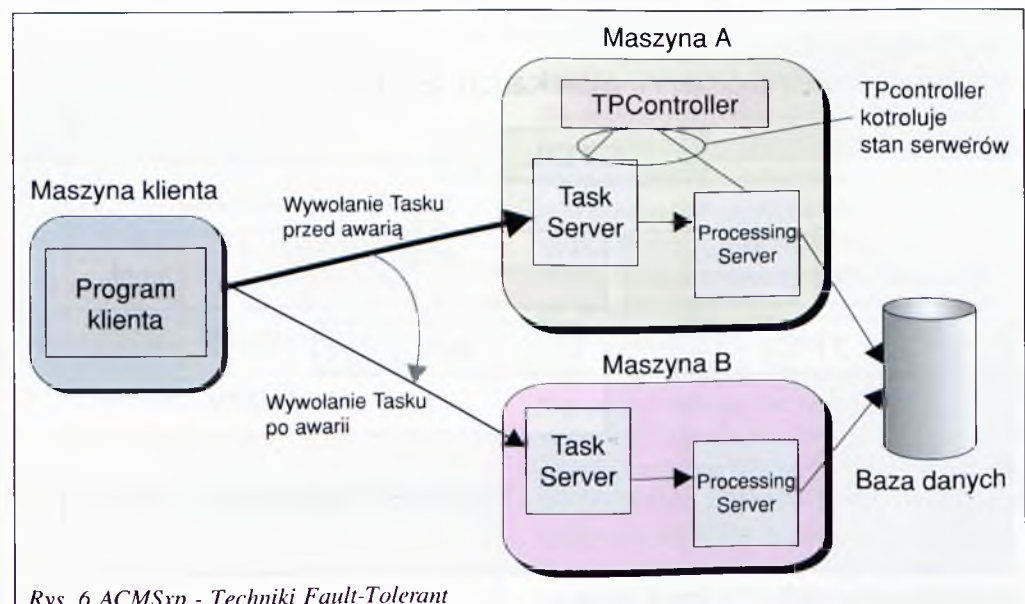 Maszyna A
TPController
TPcontroller
kotroluje
stan serwerów
Task
Server
Processing
Server
Maszyna klienta
Program
klienta
Wywołanie Tasku
przed awarią
Wywołanie Tasku
po awarii
Maszyna B
Task
Server
Processing
Server
Baza danych
Rys. 6 ACMSxp - Techniki Fault-Tolerant